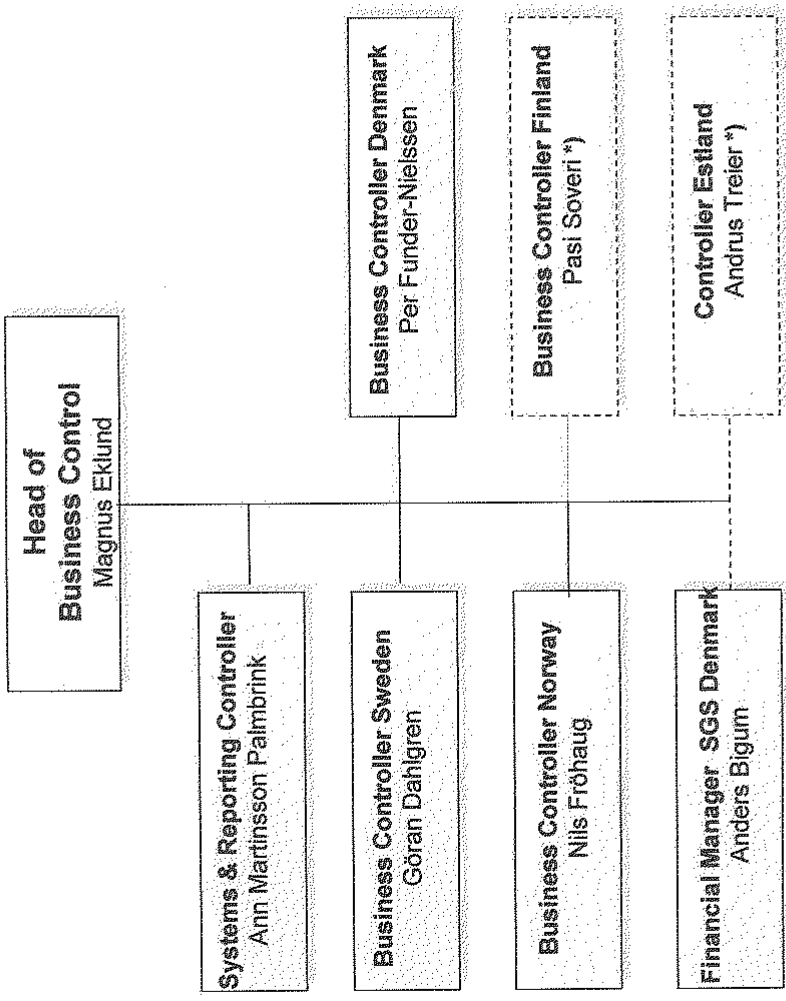 Head of
Business Control
Magnus Eklund
Systems & Reporting Controller
Ann Martinsson Palmbrink
Business Controller Sweden
Göran Dahlgren
Business Controller Denmark
Per Funder-Nielssen
Business Controller Norway
Nils Fröhaug
Business Controller Finland
Pasi Soveri *)
Financial Manager SGS Denmark
Anders Bigum
Controller Estland
Andrus Treier *)